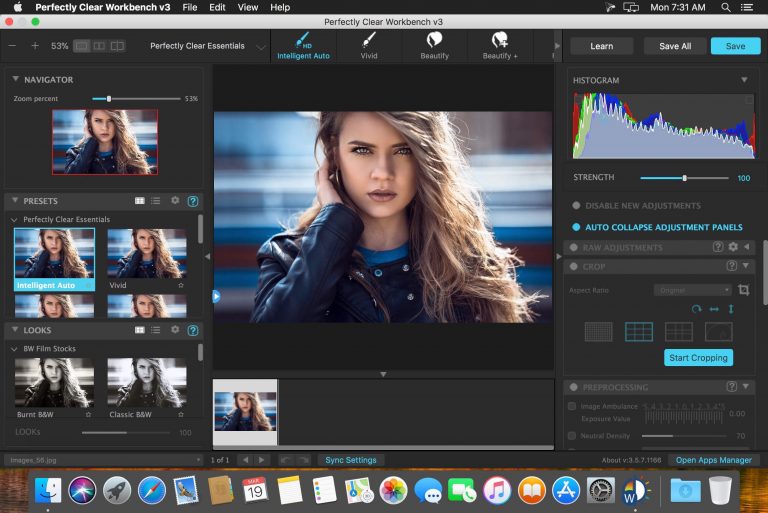 Perfectly Clear Workbench v3 File Edit View Help
Mon 7:31 AM
Perfectly Clear Workbench v3
53%
Perfectly Clear Essentials
HD
Intelligent Auto
Vivid
Beautify
Beautify +
Learn
Save All
Save
NAVIGATOR
Zoom percent
53%
PRESETS
Perfectly Clear Essentials
Intelligent Auto
Vivid
LOOKS
BW Film Stocks
Burnt B&W
Classic B&W
LOOKs
100
HISTOGRAM
STRENGTH
100
DISABLE NEW ADJUSTMENTS
AUTO COLLAPSE ADJUSTMENT PANELS
RAW ADJUSTMENTS
CROP
Aspect Ratio
Original
Start Cropping
PREPROCESSING
Image Ambulance
Exposure Value
0.00
Neutral Density
70
Images_56.jpg
1 of 1
Sync Settings
About v:3.5.7.1166
Open Apps Manager
MAR
19